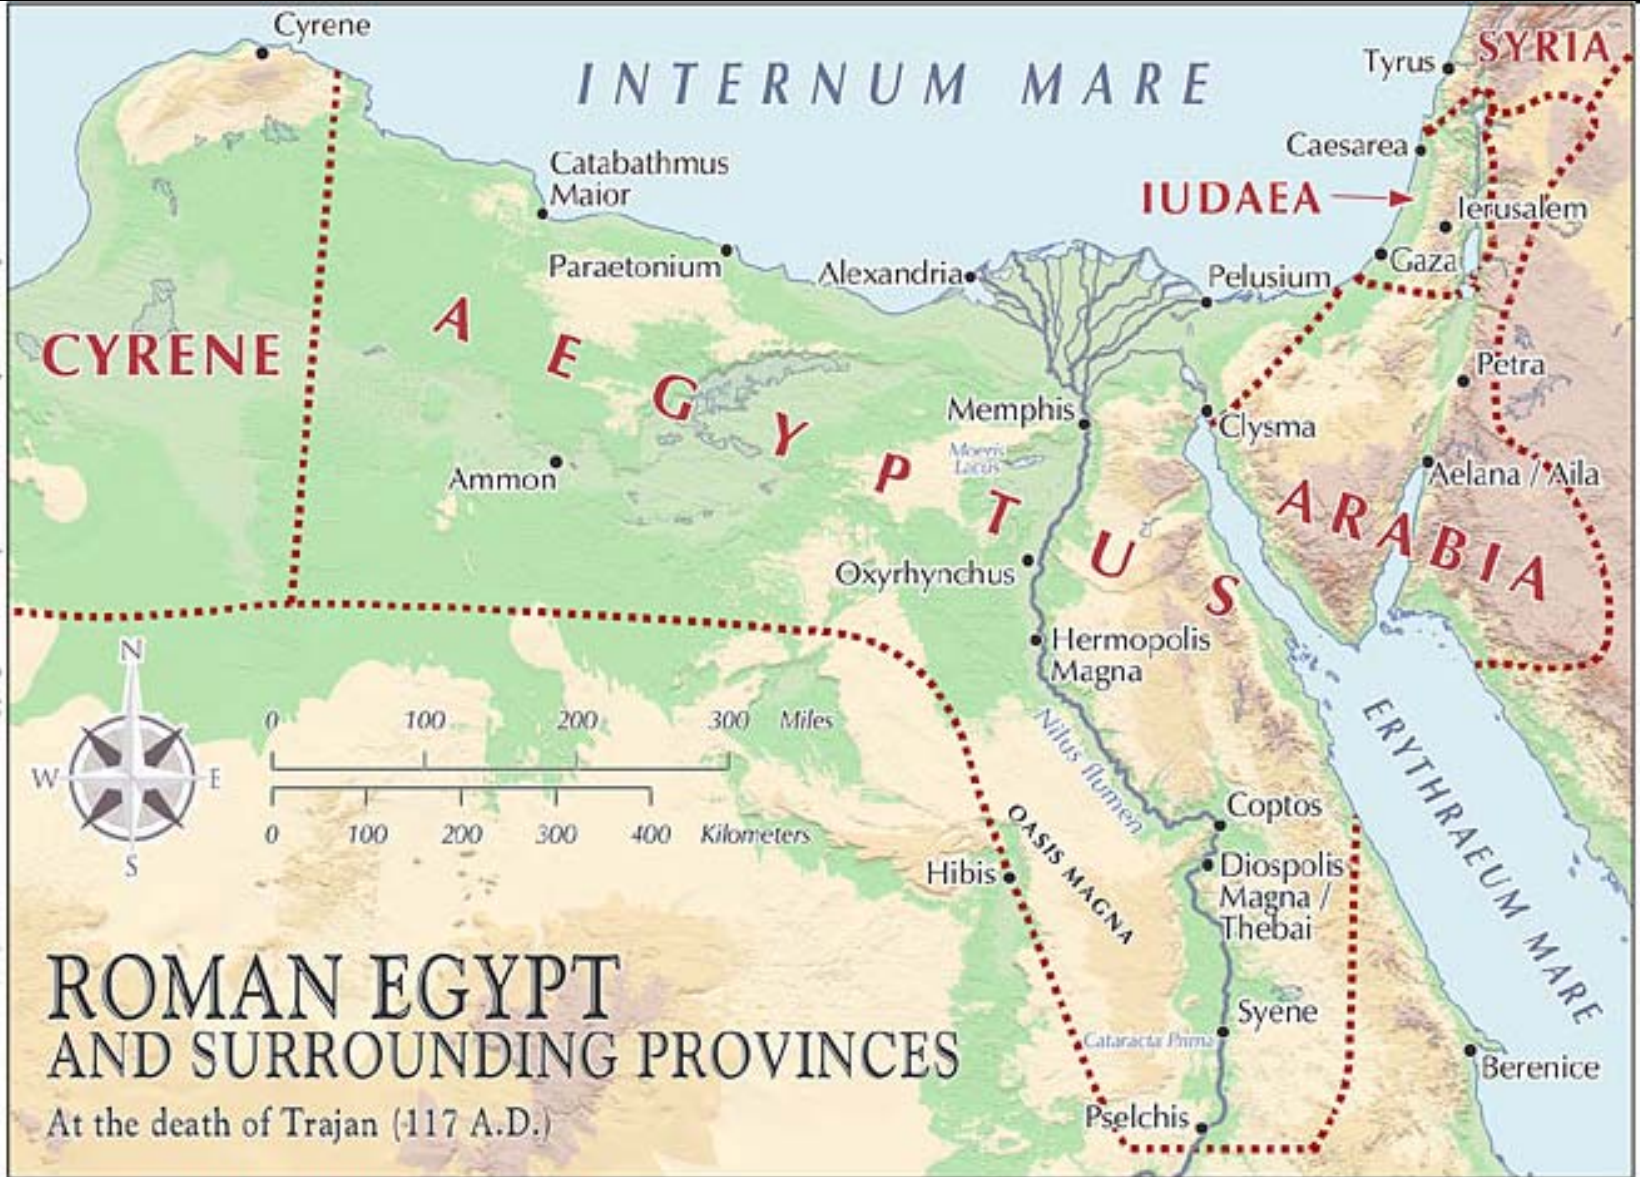 Cyrene
INTERNUM MARE
Tyrus
SYRIA
Caesarea
IUDAEA
Ierusalem
Catabathmus
Maior
Paraetonium
Alexandria
Pelusium
Gaza
CYRENE
AEGYPTUS
Petra
Memphis
Clysma
Moeris
Lacus
Ammon
Aelana / Aila
ARABIA
Oxyrhynchus
Hermopolis
Magna
N
W
E
S
0 100 200 300 Miles
0 100 200 300 400 Kilometers
Nilus flumen
ERYTHRAEUM MARE
Coptos
OASIS MAGNA
Hibis
Diospolis
Magna /
Thebai
Syene
Cataracta Prima
Berenice
Pselchis
ROMAN EGYPT
AND SURROUNDING PROVINCES
At the death of Trajan (117 A.D.)